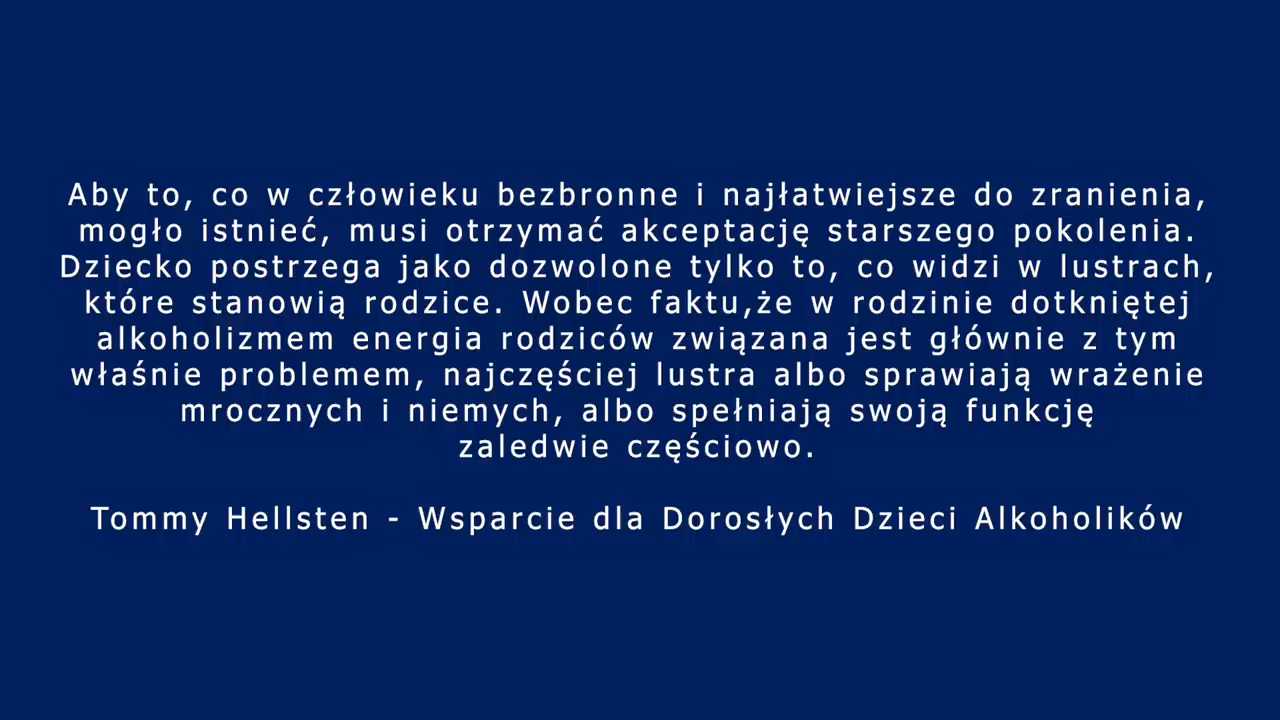 Aby to, co w człowieku bezbronne i najłatwiejsze do zranienia,
mogło istnieć, musi otrzymać akceptację starszego pokolenia.
Dziecko postrzega jako dozwolone tylko to, co widzi w lustrach,
które stanowią rodzice. Wobec faktu,że w rodzinie dotkniętej
alkoholizmem energia rodziców związana jest głównie z tym
właśnie problemem, najczęściej lustra albo sprawiają wrażenie
mrocznych i niemych, albo spełniają swoją funkcję
zaledwie częściowo.
Tommy Hellsten - Wsparcie dla Dorosłych Dzieci Alkoholików